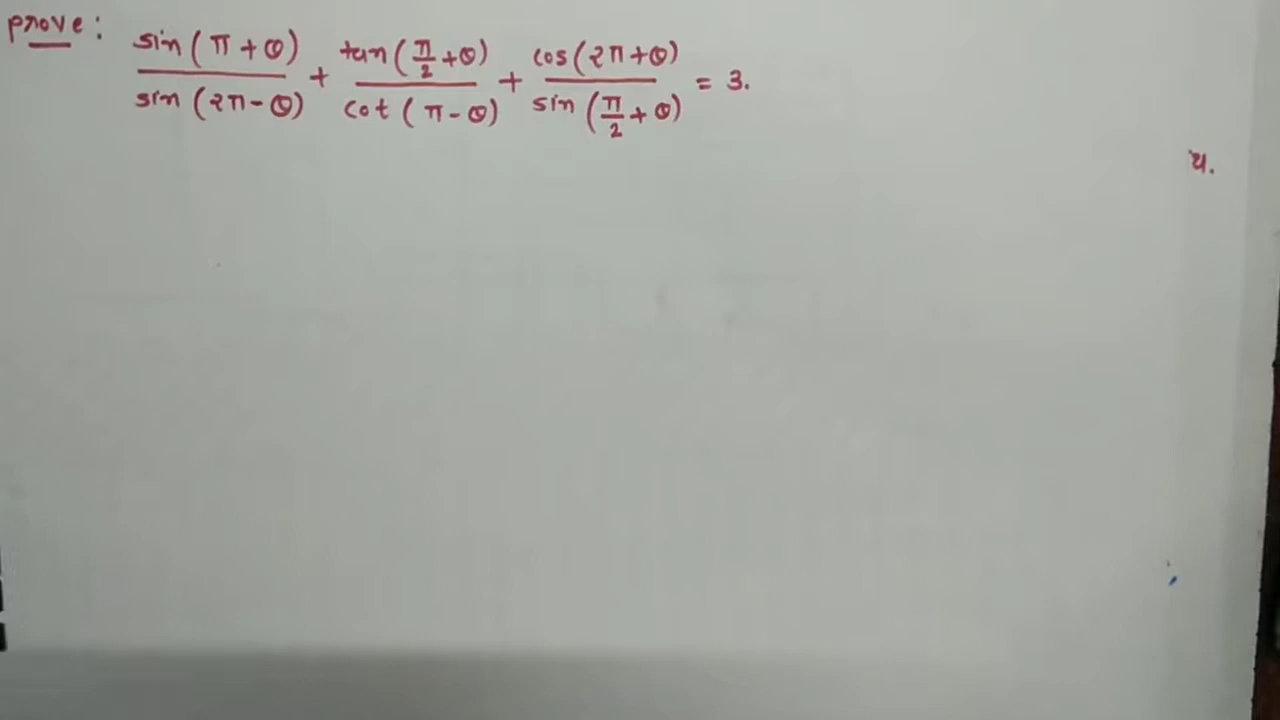 prove: sin(π+θ)/sin(2π-θ) + tan(π/2+θ)/cot(π-θ) + cos(2π+θ)/sin(π/2+θ) = 3.